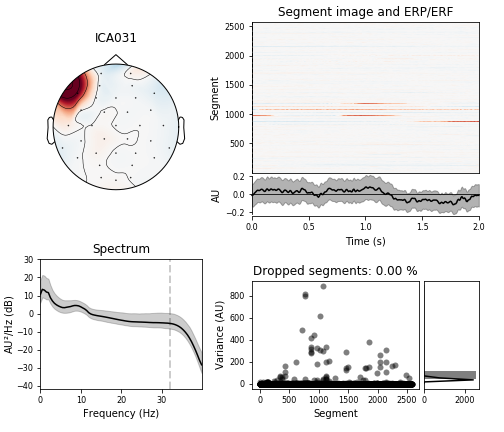 ICA031
Segment image and ERP/ERF
2500
2000
1500
1000
500
Segment
0.2
0.0
−0.2
AU
0.0 0.5 1.0 1.5 2.0
Time (s)
Spectrum
30
20
10
0
−10
−20
−30
−40
AU²/Hz (dB)
0 10 20 30
Frequency (Hz)
Dropped segments: 0.00 %
800
600
400
200
0
Variance (AU)
0 500 1000 1500 2000 2500
Segment
0 2000